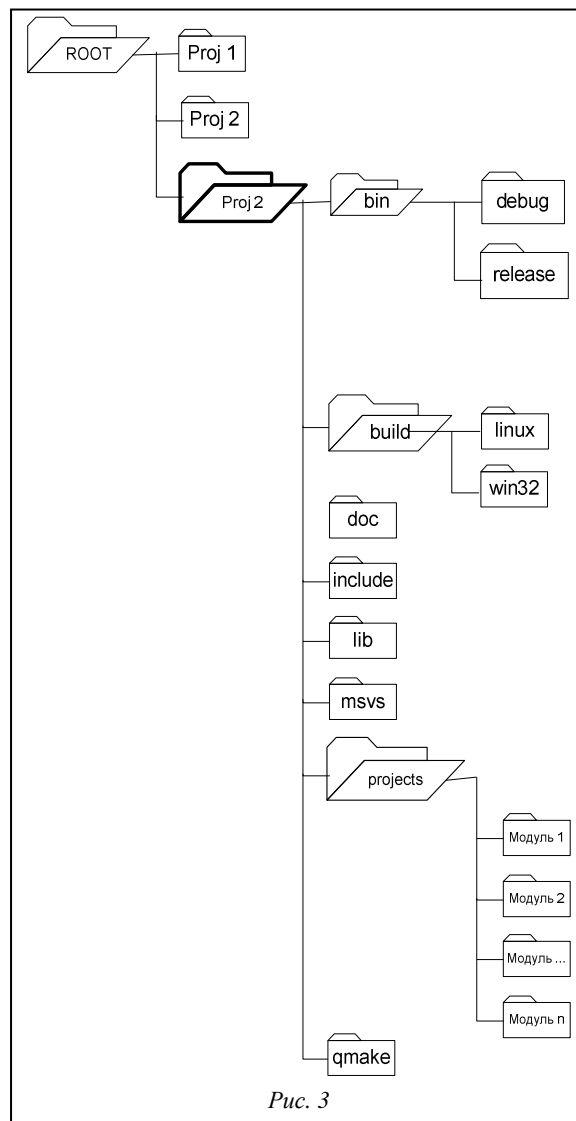 ROOT
Proj 1
Proj 2
Proj 2
bin
debug
release
build
linux
win32
doc
include
lib
msvs
projects
Модуль 1
Модуль 2
Модуль ...
Модуль n
qmake
Рис. 3